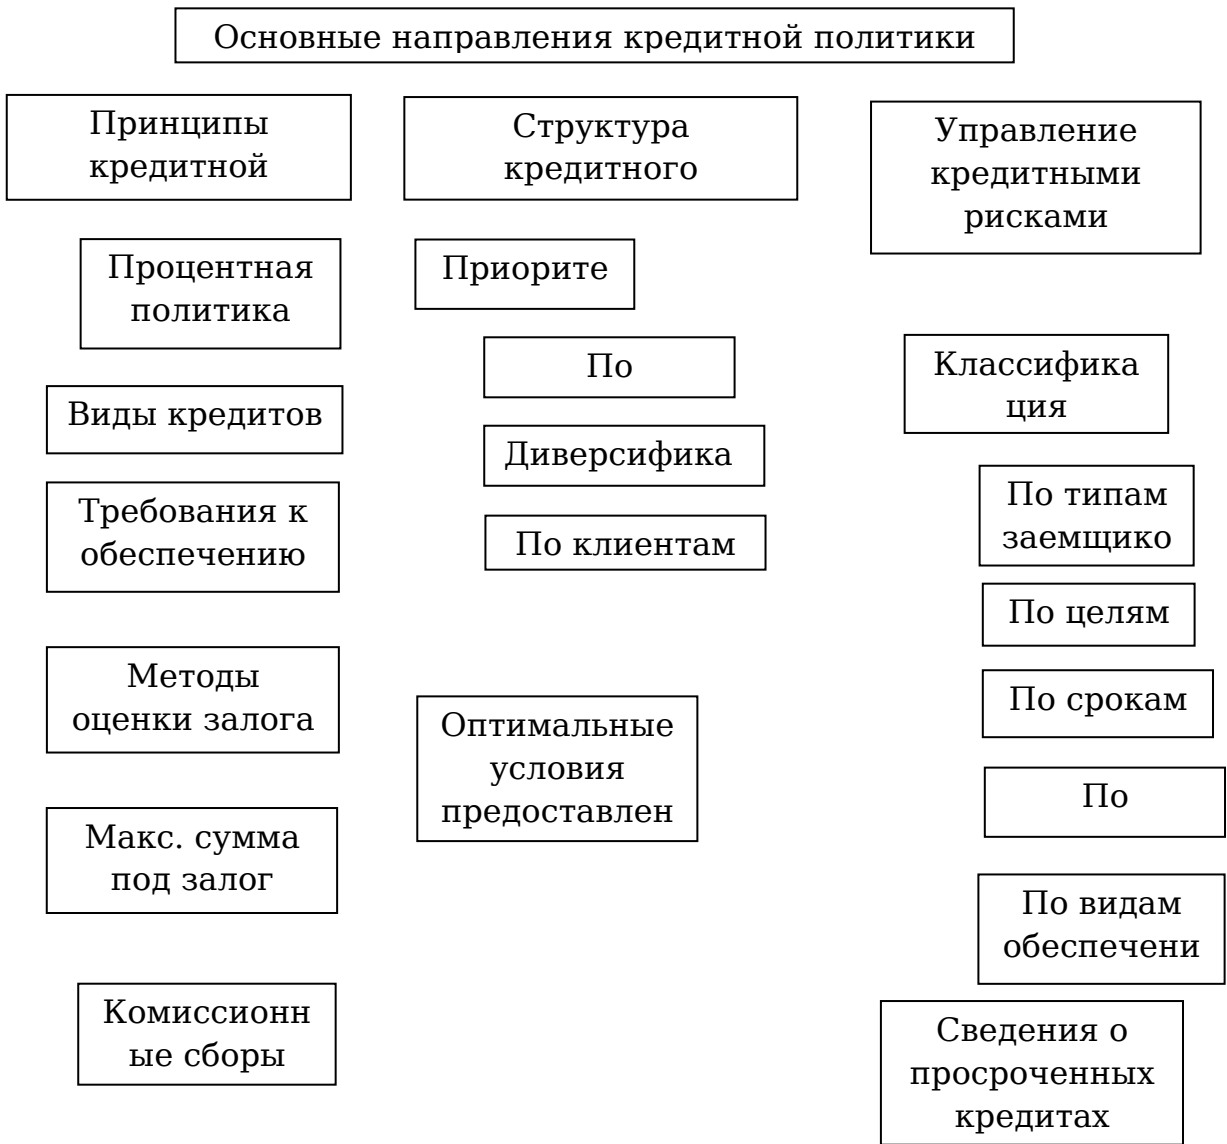 Основные направления кредитной политики
Принципы
кредитной
Процентная
политика
Виды кредитов
Требования к
обеспечению
Методы
оценки залога
Макс. сумма
под залог
Комиссионн
ые сборы
Структура
кредитного
Приорите
По
Диверсифика
По клиентам
Оптимальные
условия
предоставлен
Управление
кредитными
рисками
Классифика
ция
По типам
заемщико
По целям
По срокам
По
По видам
обеспечени
Сведения о
просроченных
кредитах